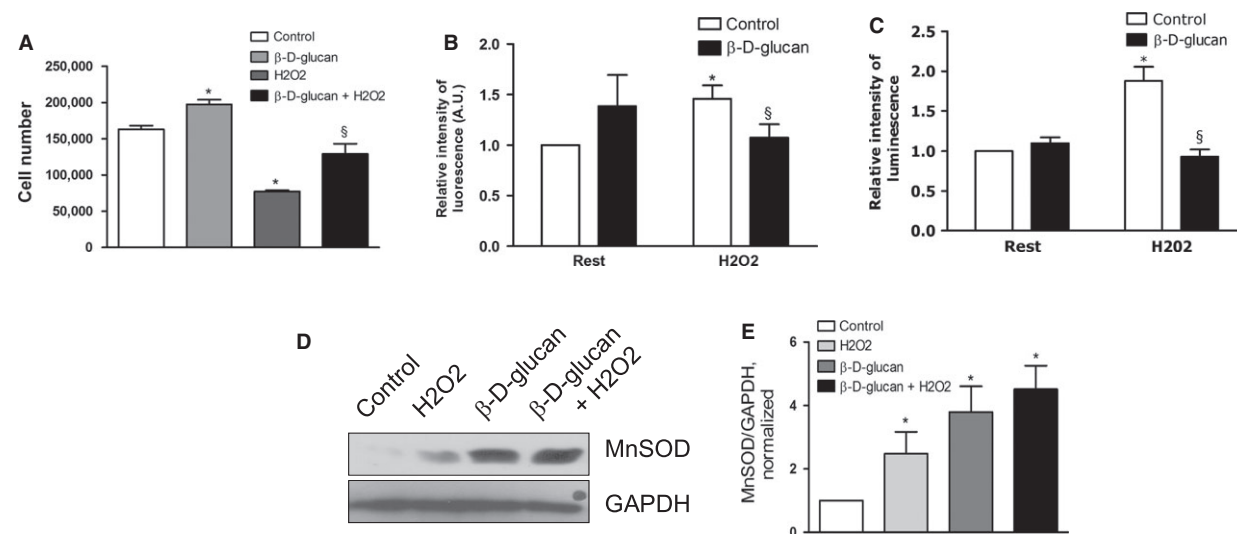 A
Control
β-D-glucan
H2O2
β-D-glucan + H2O2
250,000
200,000
150,000
100,000
50,000
0
Cell number
*
*
§
B
Control
β-D-glucan
2.0
1.5
1.0
0.5
0.0
Relative intensity of
luorescence (A.U.)
*
§
Rest
H2O2
C
Control
β-D-glucan
2.5
2.0
1.5
1.0
0.5
0.0
Relative intensity of
luminescence
*
§
Rest
H202
D
Control
H2O2
β-D-glucan
β-D-glucan
+ H2O2
MnSOD
GAPDH
E
Control
H2O2
β-D-glucan
β-D-glucan + H2O2
6
4
2
0
MnSOD/GAPDH,
normalized
*
*
*